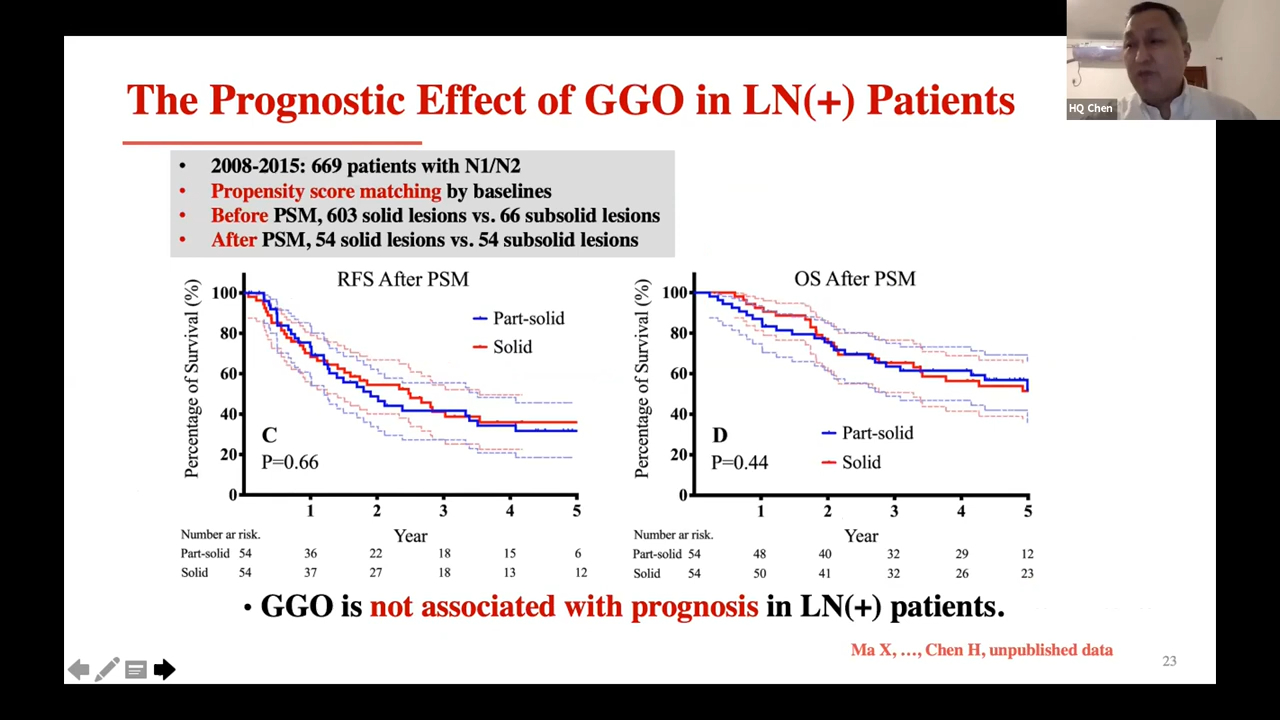 The Prognostic Effect of GGO in LN(+) Patients
HQ Chen
• 2008-2015: 669 patients with N1/N2
• Propensity score matching by baselines
• Before PSM, 603 solid lesions vs. 66 subsolid lesions
• After PSM, 54 solid lesions vs. 54 subsolid lesions
RFS After PSM
Percentage of Survival (%)
100
80
60
40
20
0
Part-solid
Solid
C
P=0.66
1 2 3 4 5
Year
Number ar risk.
Part-solid 54 36 22 18 15 6
Solid 54 37 27 18 13 12
OS After PSM
Percentage of Survival (%)
100
80
60
40
20
0
Part-solid
Solid
D
P=0.44
1 2 3 4 5
Year
Number ar risk.
Part-solid 54 48 40 32 29 12
Solid 54 50 41 32 26 23
• GGO is not associated with prognosis in LN(+) patients.
Ma X, …, Chen H, unpublished data
23